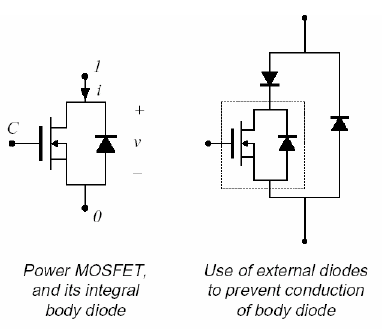 1
i
C
+
v
–
0
Power MOSFET,
and its integral
body diode
Use of external diodes
to prevent conduction
of body diode